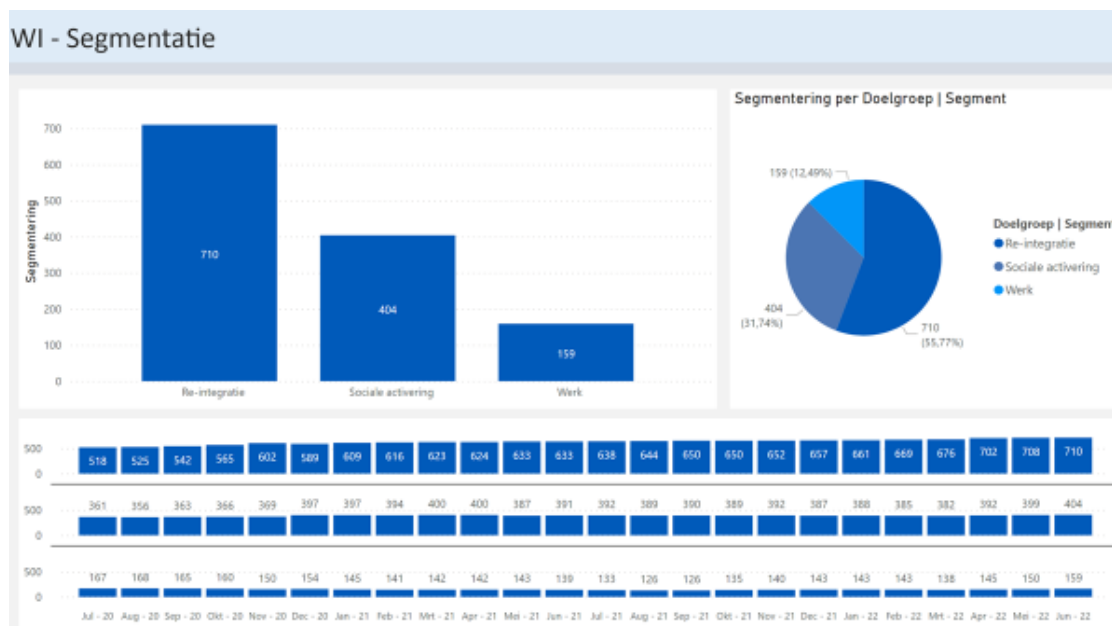 WI - Segmentatie
Segmentering
700
600
500
400
300
200
100
0
710
404
159
Re-integratie
Sociale activering
Werk
Segmentering per Doelgroep | Segment
159 (12,49%)
404
(31,74%)
710
(55,77%)
Doelgroep | Segment
Re-integratie
Sociale activering
Werk
500
0
518 525 542 565 602 589 609 616 623 624 633 633 638 644 650 650 652 657 661 669 676 702 708 710
500
0
361 356 363 366 369 397 397 394 400 400 387 391 392 389 390 389 392 387 388 385 382 392 399 404
500
0
167 168 165 160 150 154 145 141 142 142 143 139 133 126 126 135 140 143 143 143 138 145 150 159
Jul - 20 Aug - 20 Sep - 20 Okt - 20 Nov - 20 Dec - 20 Jan - 21 Feb - 21 Mrt - 21 Apr - 21 Mei - 21 Jun - 21 Jul - 21 Aug - 21 Sep - 21 Okt - 21 Nov - 21 Dec - 21 Jan - 22 Feb - 22 Mrt - 22 Apr - 22 Mei - 22 Jun - 22